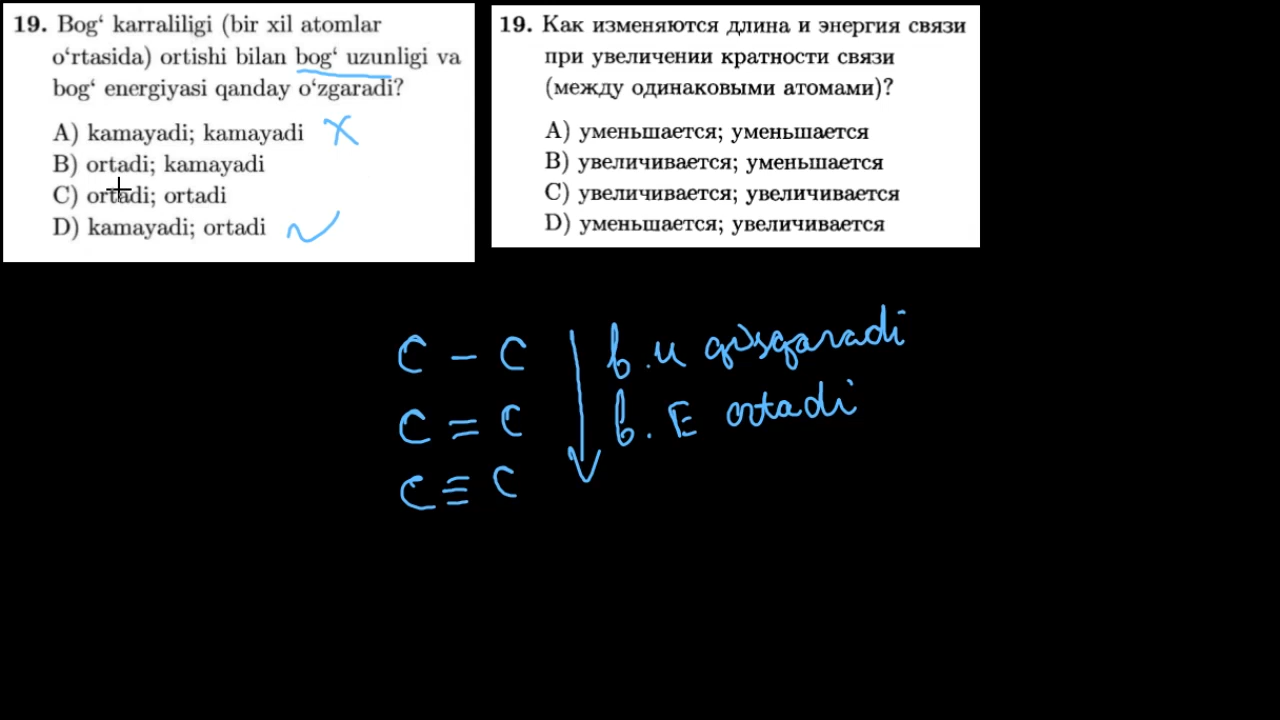 19. Bog‘ karraliligi (bir xil atomlar
o‘rtasida) ortishi bilan bog‘ uzunligi va
bog‘ energiyasi qanday o‘zgaradi?
A) kamayadi; kamayadi
B) ortadi; kamayadi
C) ortadi; ortadi
D) kamayadi; ortadi
19. Как изменяются длина и энергия связи
при увеличении кратности связи
(между одинаковыми атомами)?
A) уменьшается; уменьшается
B) увеличивается; уменьшается
C) увеличивается; увеличивается
D) уменьшается; увеличивается
C – C
C = C
C ≡ C
b.u qisqaradi
b. E ortadi